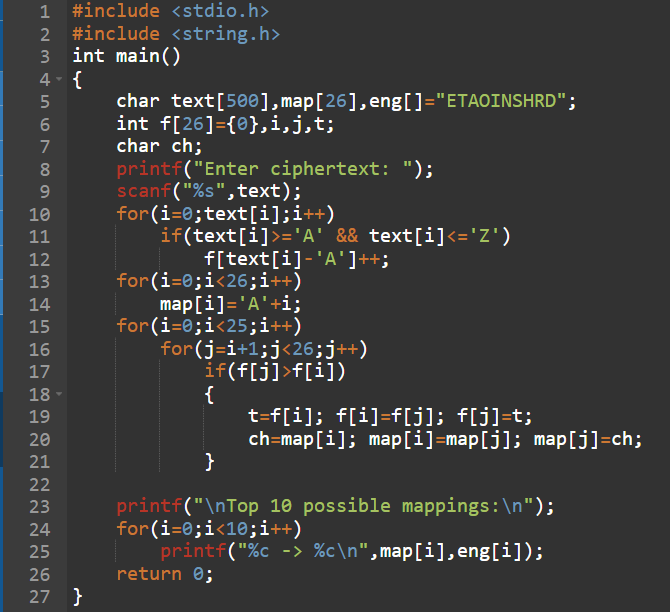 1 #include <stdio.h>
2 #include <string.h>
3 int main()
4 {
5     char text[500],map[26],eng[]="ETAOINSHRD";
6     int f[26]={0},i,j,t;
7     char ch;
8     printf("Enter ciphertext: ");
9     scanf("%s",text);
10     for(i=0;text[i];i++)
11         if(text[i]>='A' && text[i]<='Z')
12             f[text[i]-'A']++;
13     for(i=0;i<26;i++)
14         map[i]='A'+i;
15     for(i=0;i<25;i++)
16         for(j=i+1;j<26;j++)
17             if(f[j]>f[i])
18             {
19                 t=f[i]; f[i]=f[j]; f[j]=t;
20                 ch=map[i]; map[i]=map[j]; map[j]=ch;
21             }
22
23     printf("\nTop 10 possible mappings:\n");
24     for(i=0;i<10;i++)
25         printf("%c -> %c\n",map[i],eng[i]);
26     return 0;
27 }